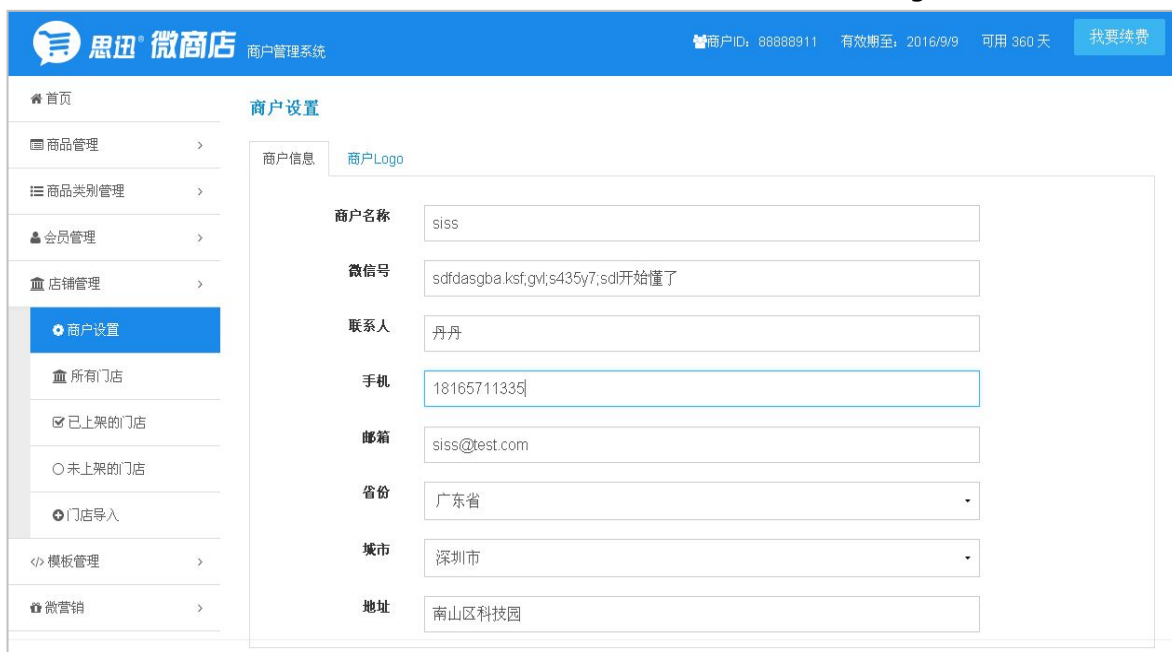 思迅® 微商店 商户管理系统 商户ID：88888911 有效期至：2016/9/9 可用 360 天 我要续费
首页
商品管理
商品类别管理
会员管理
店铺管理
商户设置
所有门店
已上架的门店
未上架的门店
门店导入
模板管理
微营销
商户设置
商户信息 商户Logo
商户名称 siss
微信号 sdfdasgba.ksf;gvl;s435y7;sdl开始懂了
联系人 丹丹
手机 18165711335
邮箱 siss@test.com
省份 广东省
城市 深圳市
地址 南山区科技园